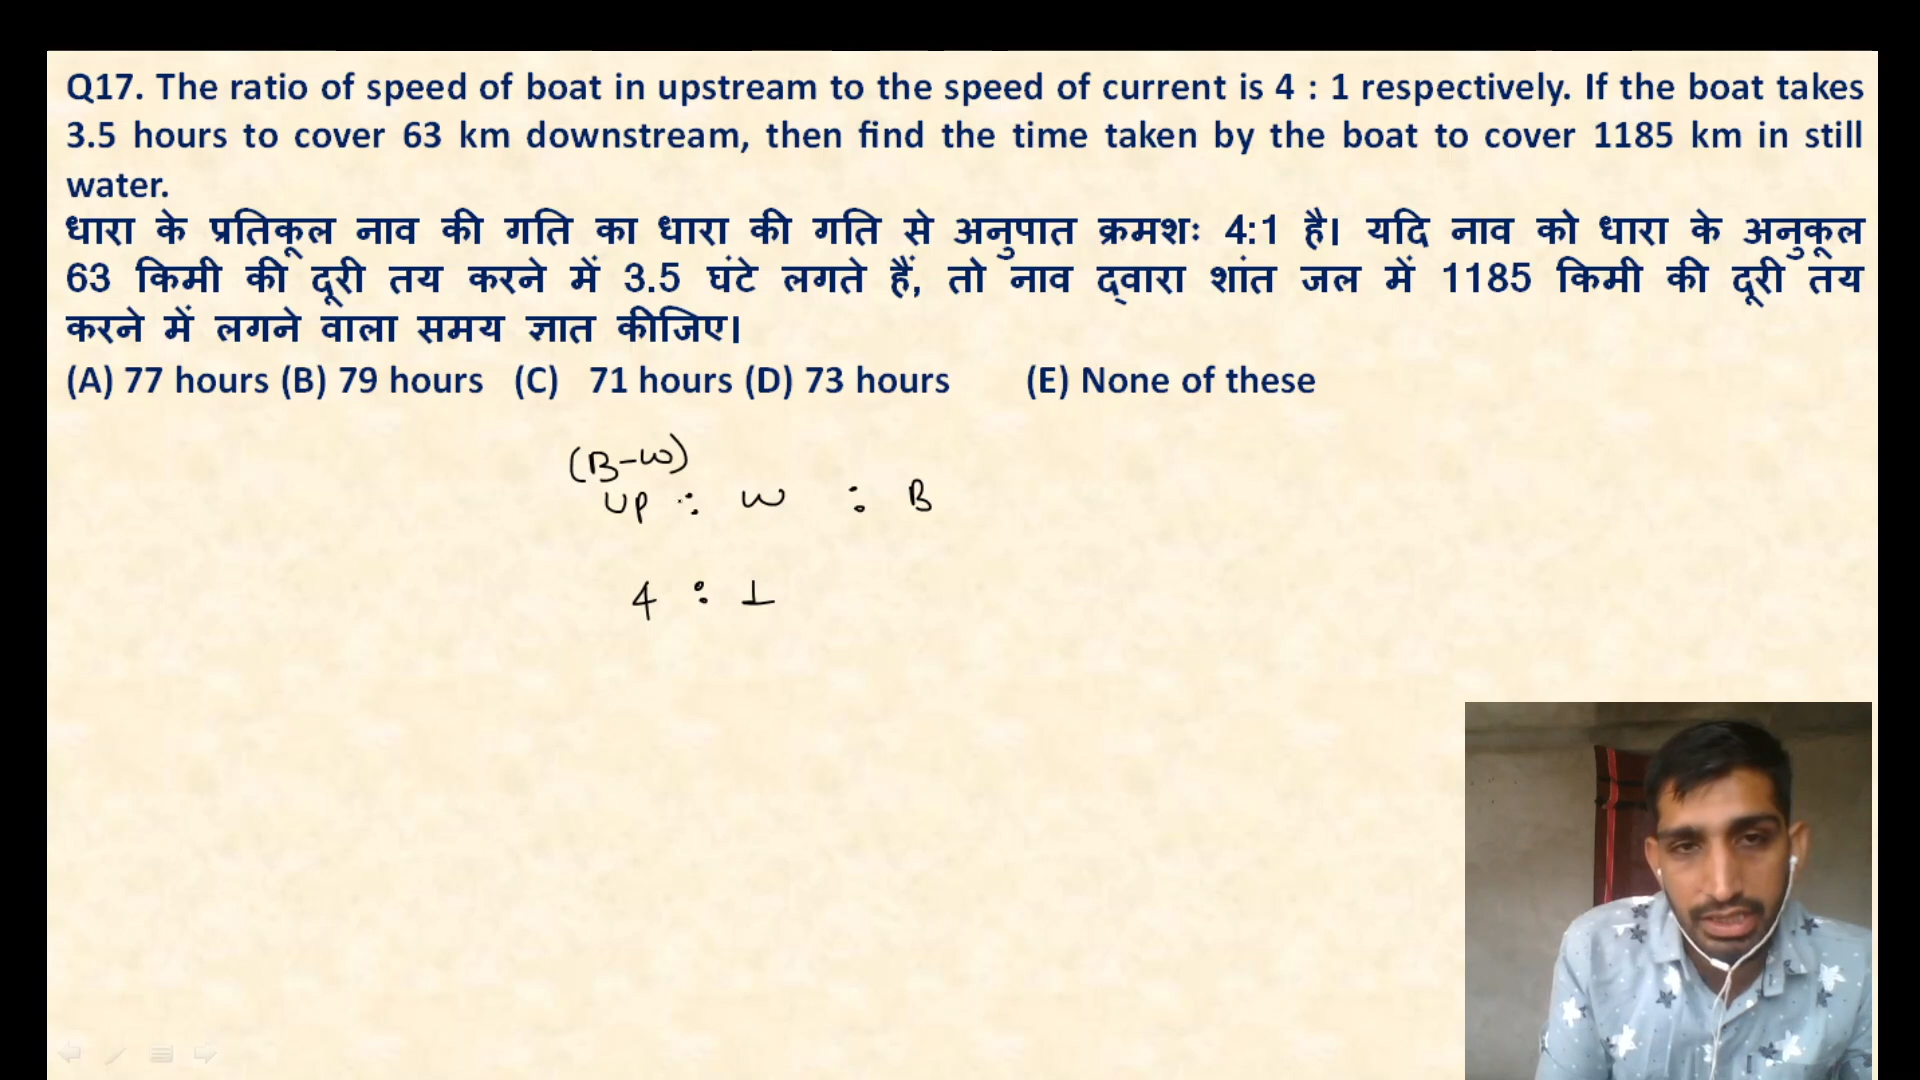 Q17. The ratio of speed of boat in upstream to the speed of current is 4 : 1 respectively. If the boat takes
3.5 hours to cover 63 km downstream, then find the time taken by the boat to cover 1185 km in still
water.
धारा के प्रतिकूल नाव की गति का धारा की गति से अनुपात क्रमशः 4:1 है। यदि नाव को धारा के अनुकूल
63 किमी की दूरी तय करने में 3.5 घंटे लगते हैं, तो नाव द्वारा शांत जल में 1185 किमी की दूरी तय
करने में लगने वाला समय ज्ञात कीजिए।
(A) 77 hours (B) 79 hours (C) 71 hours (D) 73 hours (E) None of these
(B-W)
UP : W : B
4 : 1